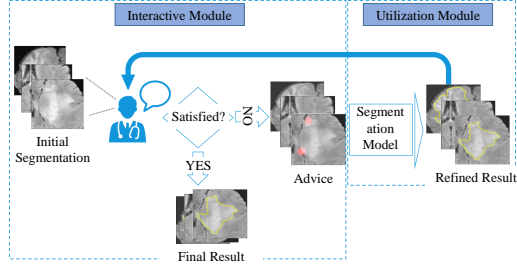 Interactive Module
Utilization Module
Initial
Segmentation
Satisfied?
NO
YES
Advice
Segment
ation
Model
Refined Result
Final Result